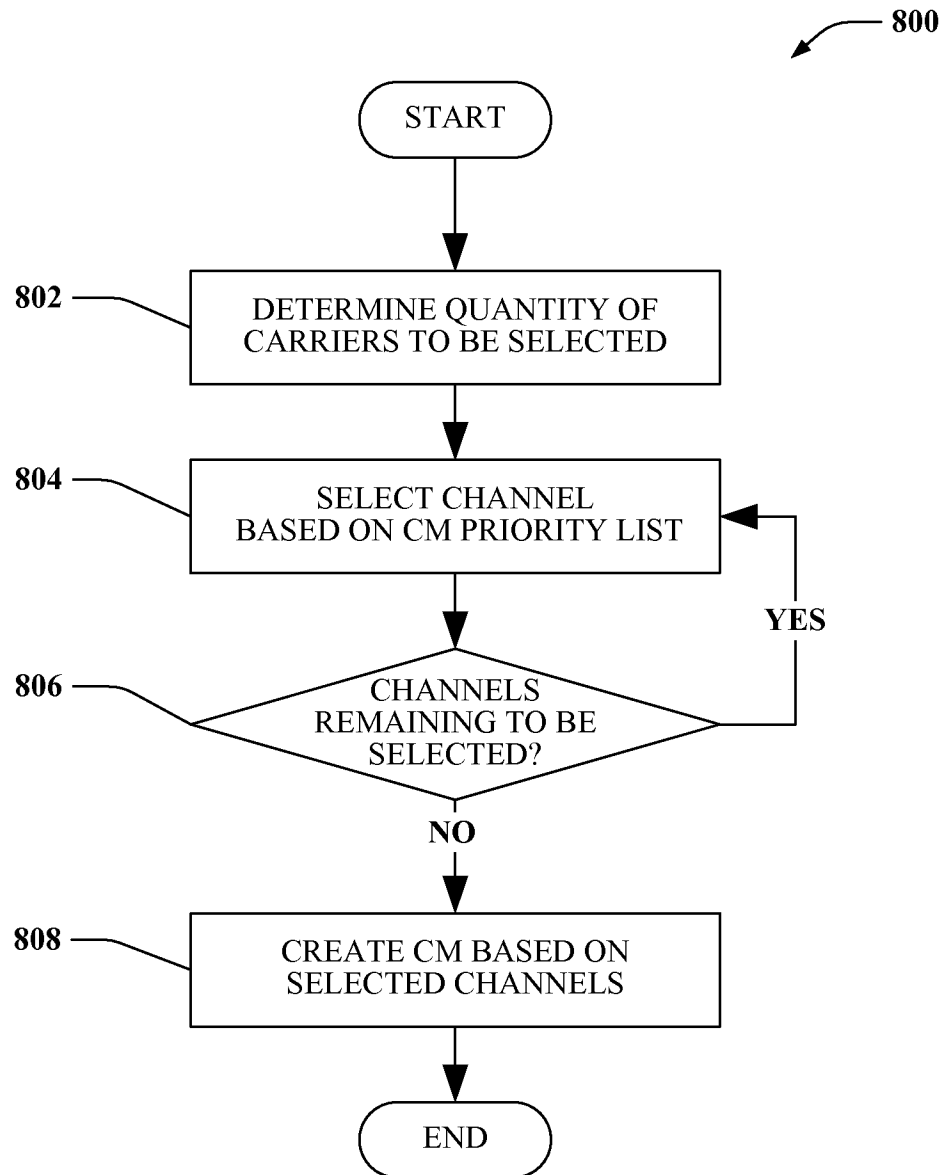 800
START
802
DETERMINE QUANTITY OF
CARRIERS TO BE SELECTED
804
SELECT CHANNEL
BASED ON CM PRIORITY LIST
YES
806
CHANNELS
REMAINING TO BE
SELECTED?
NO
808
CREATE CM BASED ON
SELECTED CHANNELS
END